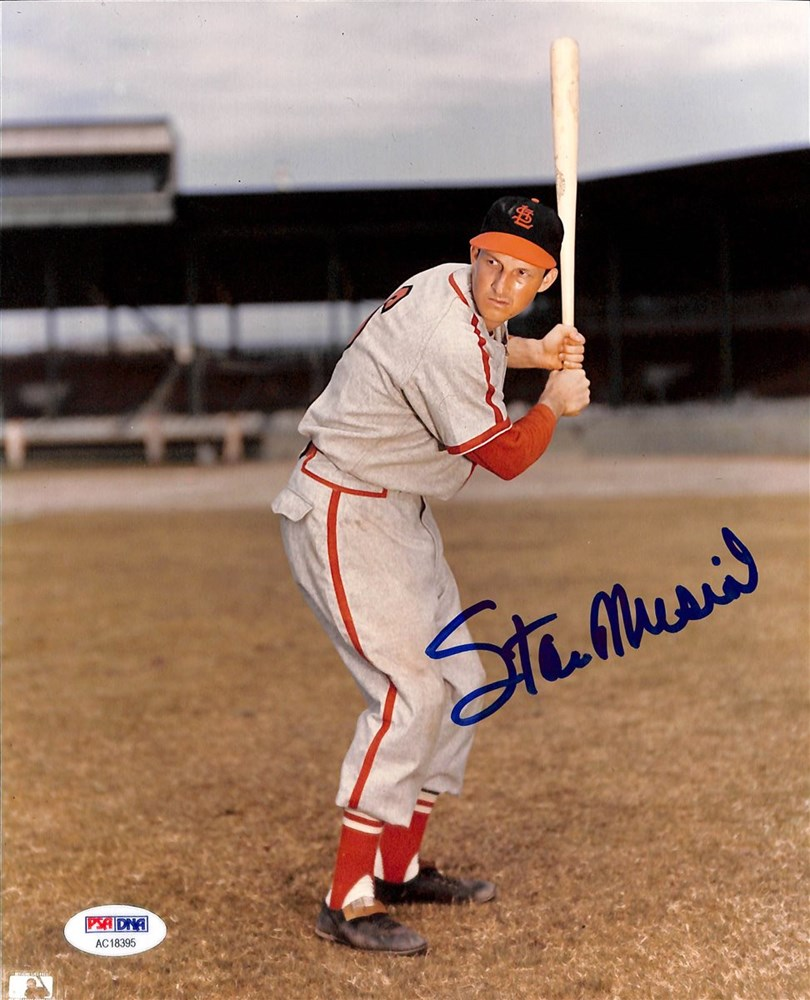 STL
Stan Musial
PSA DNA
AC18395